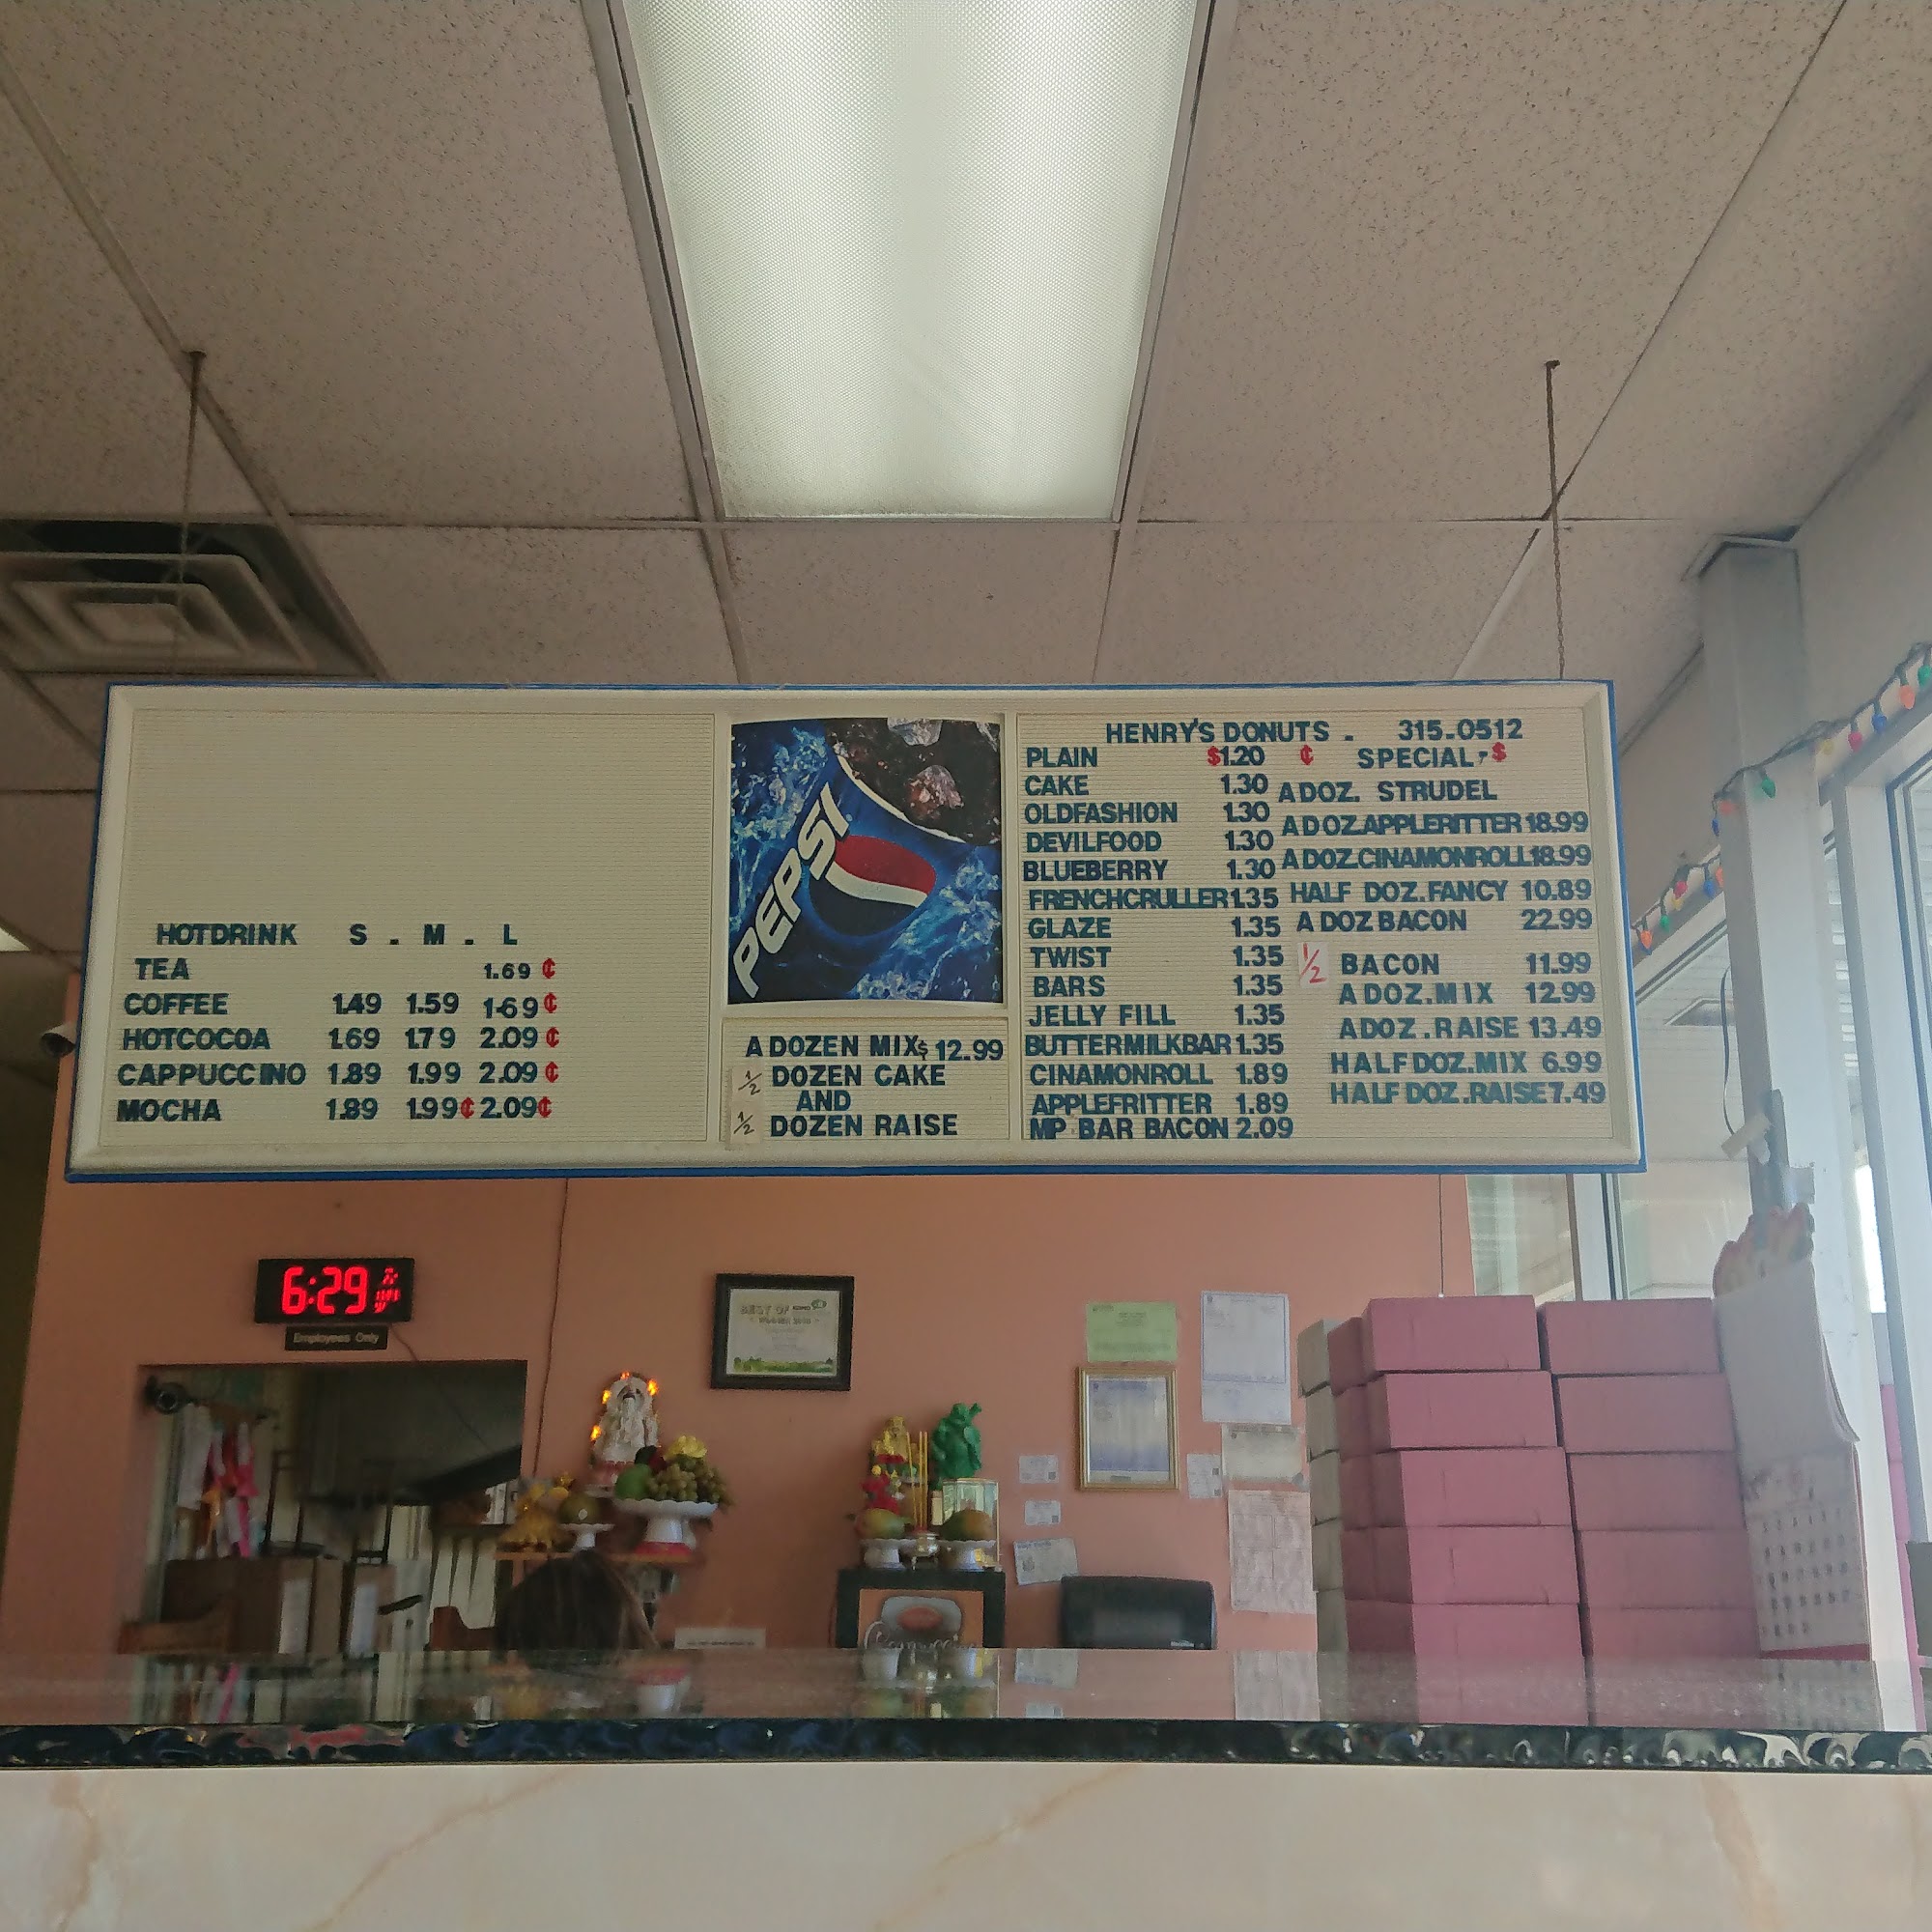 HOTDRINK S . M . L
TEA 1.69 ¢
COFFEE 1.49 1.59 1.69 ¢
HOTCOCOA 1.69 1.79 2.09 ¢
CAPPUCCINO 1.89 1.99 2.09 ¢
MOCHA 1.89 1.99¢ 2.09¢
PEPSI
A DOZEN MIX $ 12.99
1/2 DOZEN CAKE
AND
1/2 DOZEN RAISE
HENRY'S DONUTS . 315.0512
PLAIN $1.20 ¢
CAKE 1.30
OLDFASHION 1.30
DEVILFOOD 1.30
BLUEBERRY 1.30
FRENCHCRULLER 1.35
GLAZE 1.35
TWIST 1.35
BARS 1.35
JELLY FILL 1.35
BUTTERMILKBAR 1.35
CINAMONROLL 1.89
APPLEFRITTER 1.89
MP BAR BACON 2.09
SPECIAL, $
A DOZ. STRUDEL
A DOZ.APPLERITTER 18.99
A DOZ.CINAMONROLL 18.99
HALF DOZ.FANCY 10.89
A DOZ BACON 22.99
1/2 BACON 11.99
A DOZ.MIX 12.99
A DOZ.RAISE 13.49
HALF DOZ.MIX 6.99
HALF DOZ.RAISE 7.49
6:29
Employees Only
BEST OF
Cappuccino